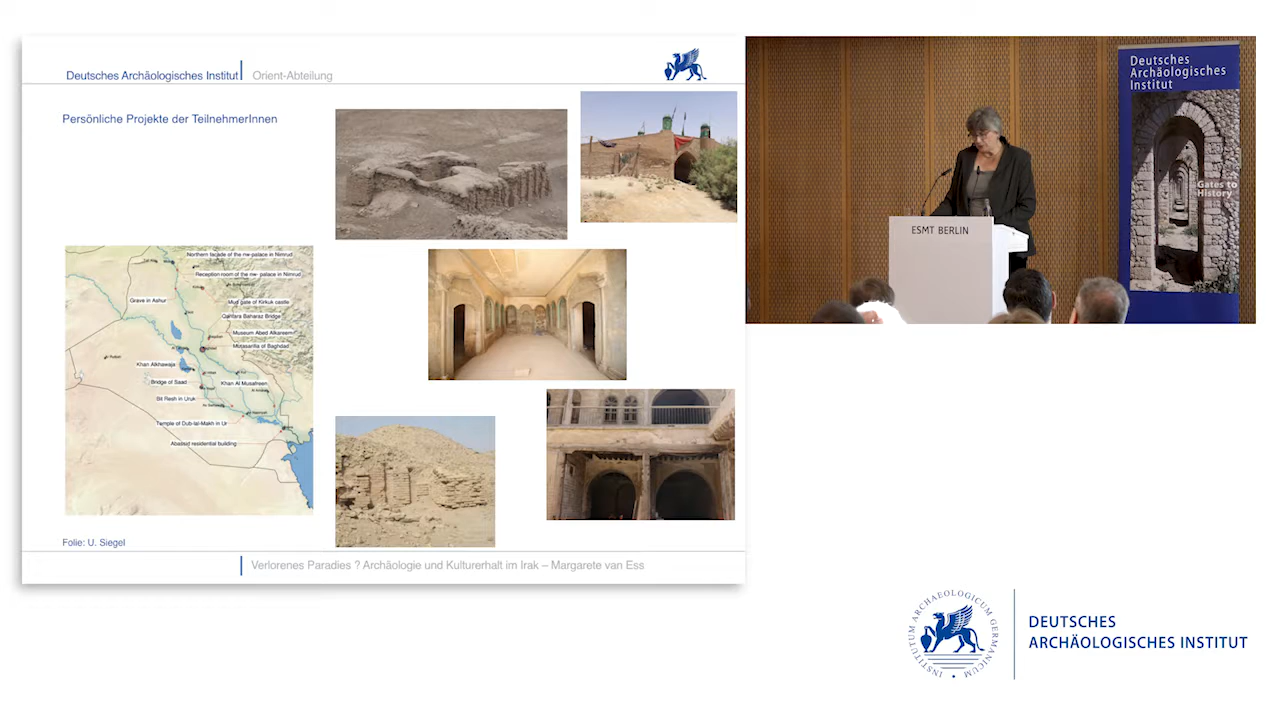 Deutsches Archäologisches Institut
Orient-Abteilung
Persönliche Projekte der TeilnehmerInnen
Northern facade of the nw-palace in Nimrud
Reception room of the nw- palace in Nimrud
Grave in Ashur
Mud gate of Kirkuk castle
Qantara Baharaz Bridge
Museum Abed Alkareem
Motasarifia of Baghdad
Khan Alkhawaja
Bridge of Saad
Khan Al Musafreen
Bit Resh in Uruk
Temple of Dub-lal-Makh in Ur
Abassid residential building
Folie: U. Siegel
Verlorenes Paradies ? Archäologie und Kulturerhalt im Irak – Margarete van Ess
ESMT BERLIN
Deutsches
Archäologisches
Institut
Gates to
History
INSTITUTUM ARCHAEOLOGICUM GERMANICUM
DEUTSCHES
ARCHÄOLOGISCHES INSTITUT